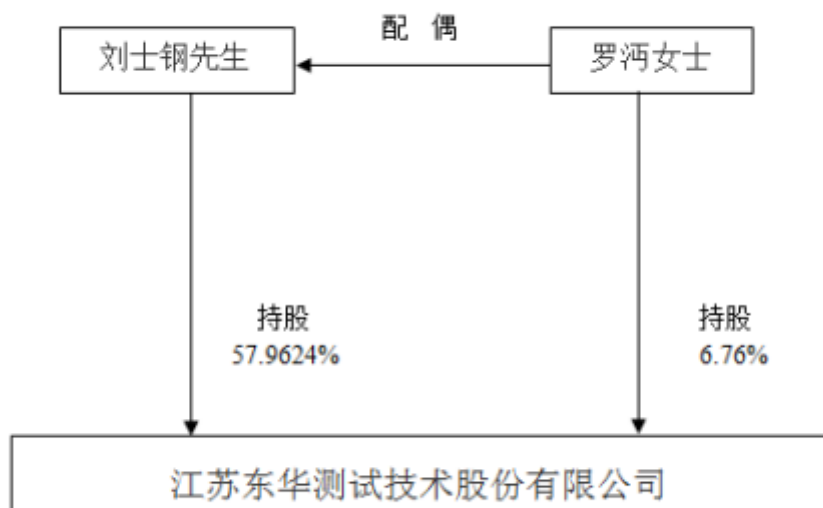 配 偶
刘士钢先生
罗沔女士
持股
57.9624%
持股
6.76%
江苏东华测试技术股份有限公司